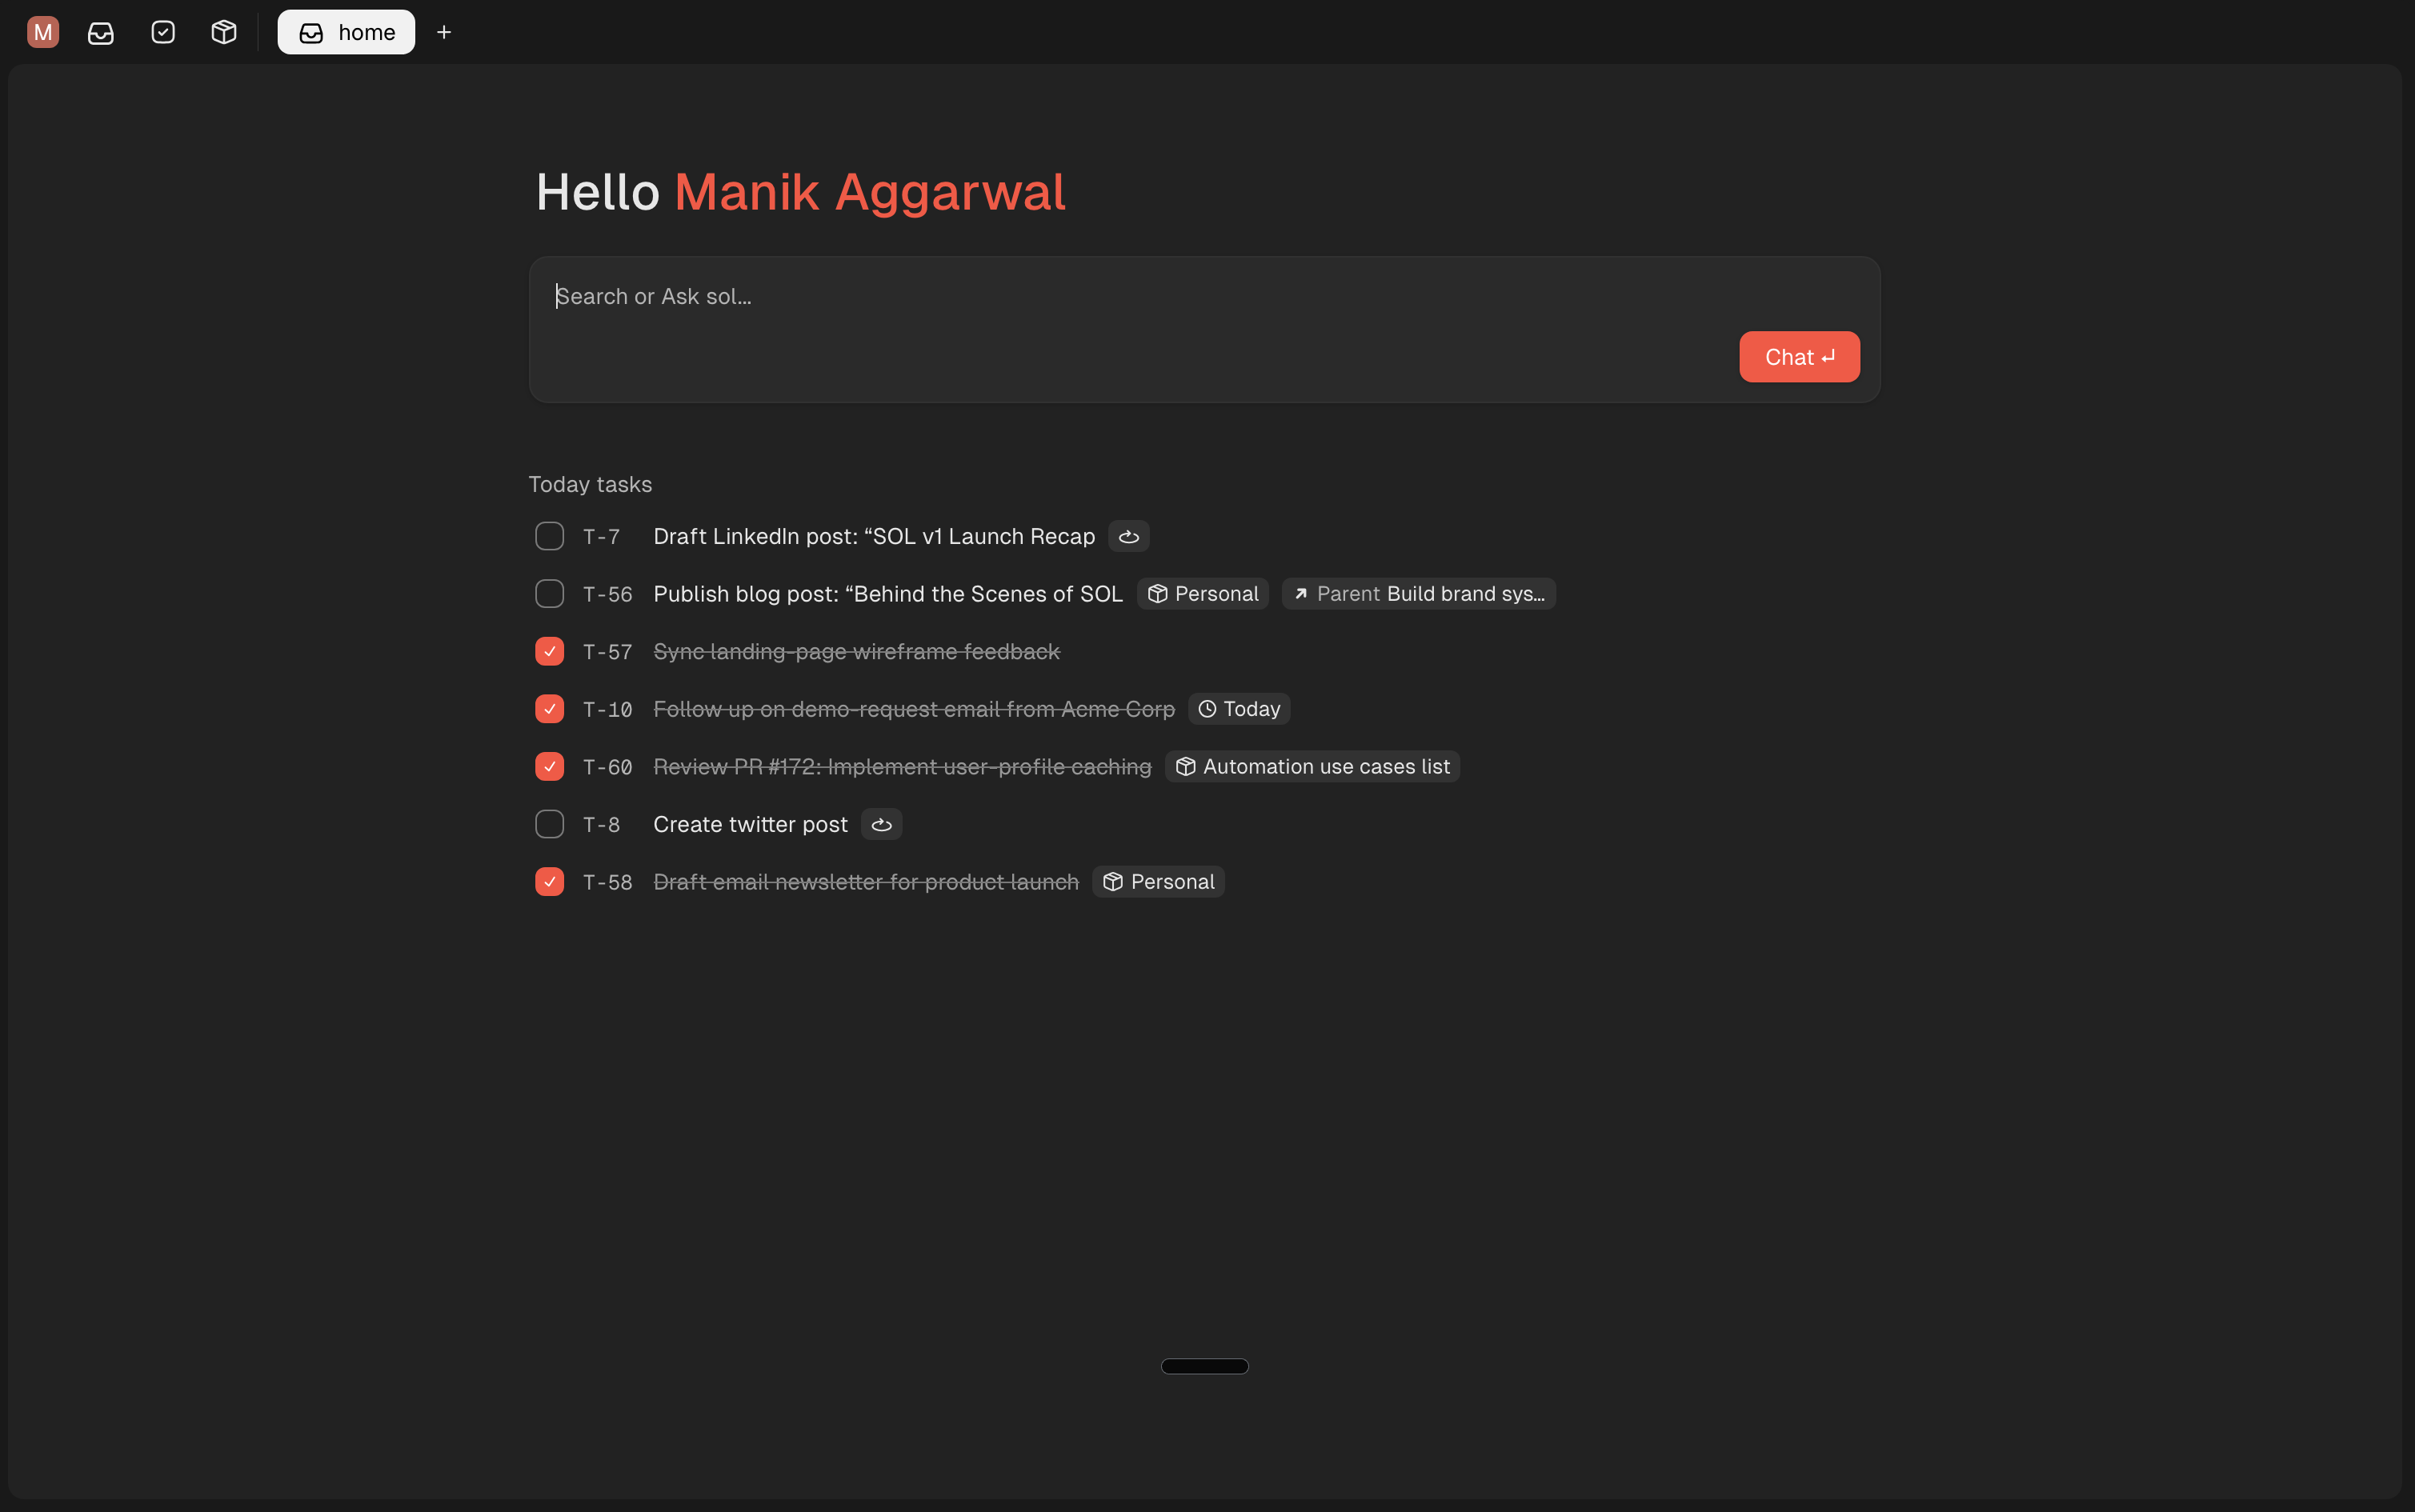 M home +
Hello Manik Aggarwal
Search or Ask sol...
Chat ↵
Today tasks
T-7 Draft LinkedIn post: “SOL v1 Launch Recap
T-56 Publish blog post: “Behind the Scenes of SOL Personal Parent Build brand sys...
T-57 Sync landing-page wireframe feedback
T-10 Follow up on demo-request email from Acme Corp Today
T-60 Review PR #172: Implement user-profile caching Automation use cases list
T-8 Create twitter post
T-58 Draft email newsletter for product launch Personal